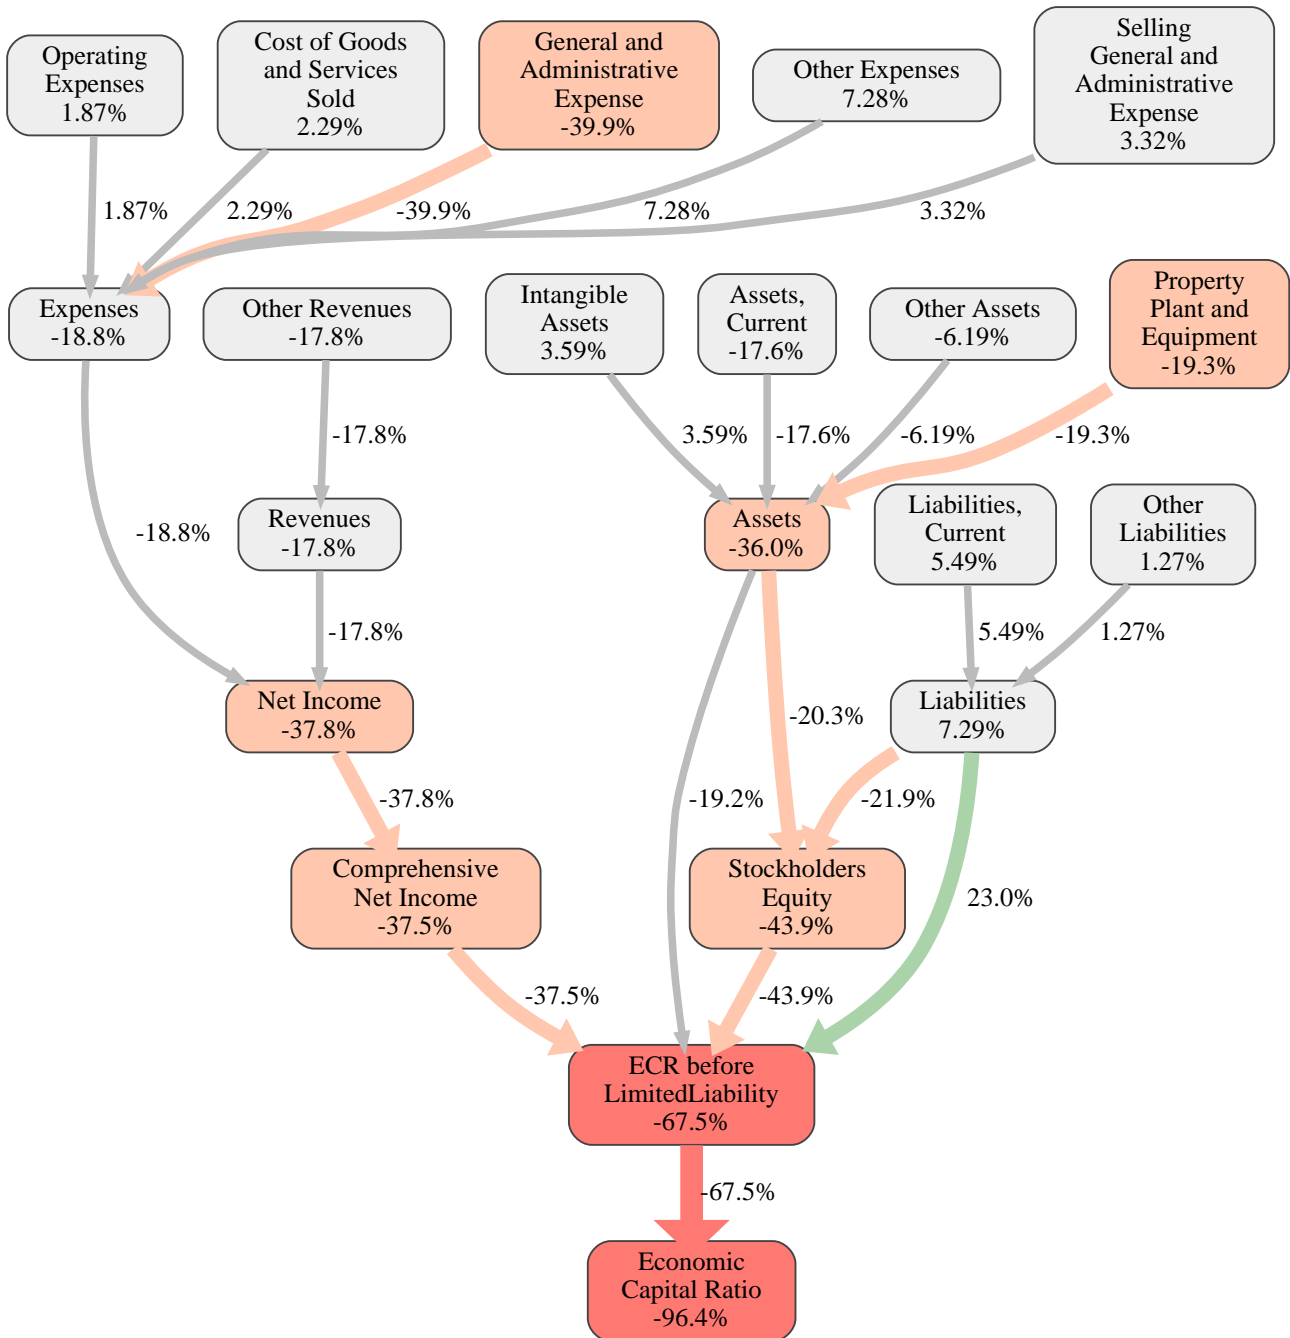 Operating
Expenses
1.87%
Cost of Goods
and Services
Sold
2.29%
General and
Administrative
Expense
-39.9%
Other Expenses
7.28%
Selling
General and
Administrative
Expense
3.32%
1.87%
2.29%
-39.9%
7.28%
3.32%
Expenses
-18.8%
Other Revenues
-17.8%
Intangible
Assets
3.59%
Assets,
Current
-17.6%
Other Assets
-6.19%
Property
Plant and
Equipment
-19.3%
-17.8%
3.59%
-17.6%
-6.19%
-19.3%
-18.8%
Revenues
-17.8%
Assets
-36.0%
Liabilities,
Current
5.49%
Other
Liabilities
1.27%
-17.8%
5.49%
1.27%
Net Income
-37.8%
-20.3%
Liabilities
7.29%
-37.8%
-19.2%
-21.9%
Comprehensive
Net Income
-37.5%
Stockholders
Equity
-43.9%
23.0%
-37.5%
-43.9%
ECR before
LimitedLiability
-67.5%
-67.5%
Economic
Capital Ratio
-96.4%